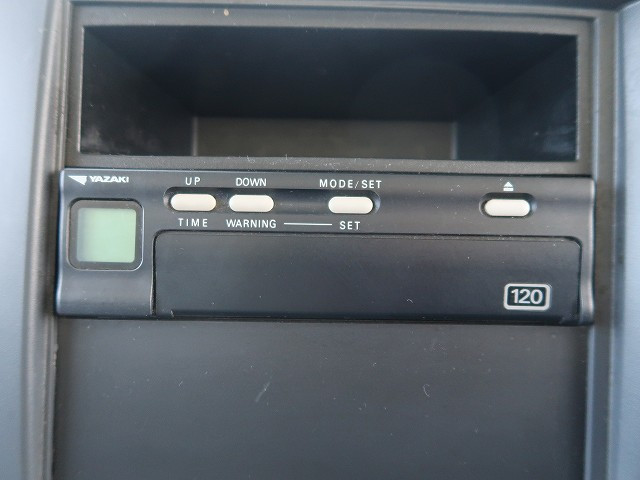 YAZAKI
UP DOWN MODE/SET
TIME WARNING SET
120